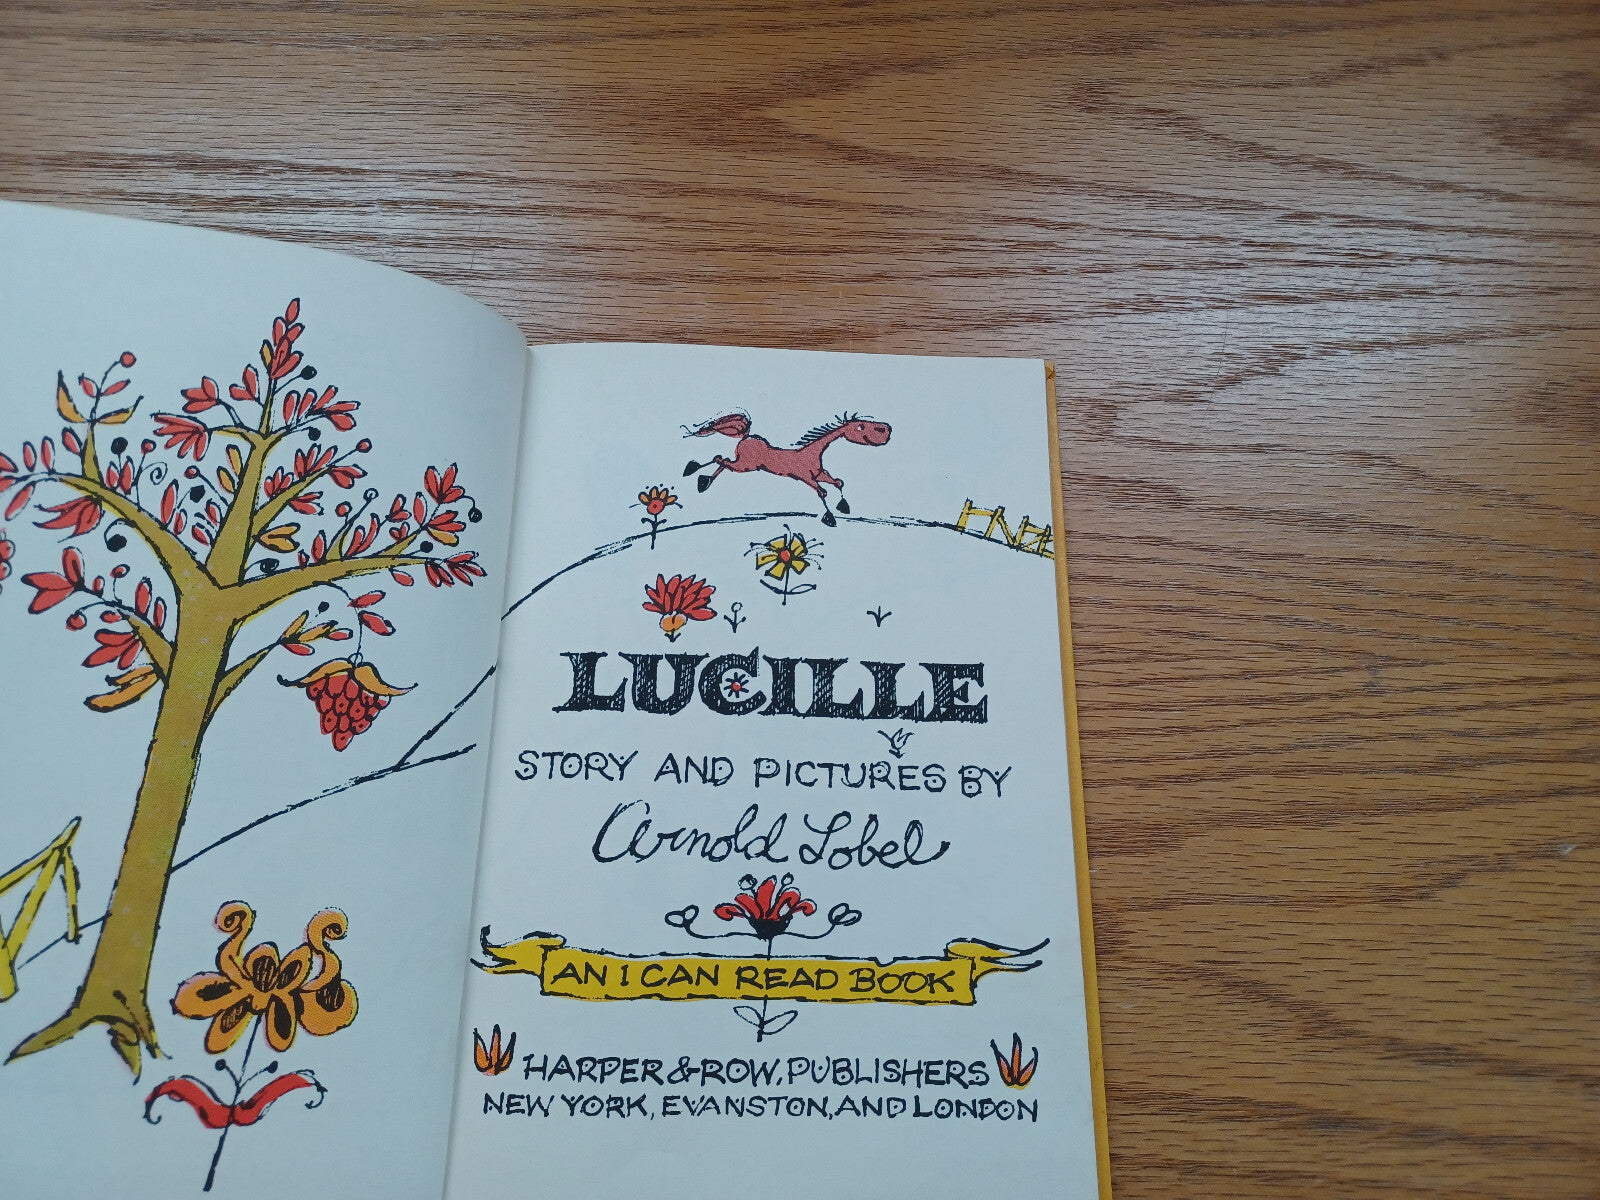 LUCILLE
STORY AND PICTURES BY
Arnold Lobel
AN I CAN READ BOOK
HARPER & ROW, PUBLISHERS
NEW YORK, EVANSTON, AND LONDON